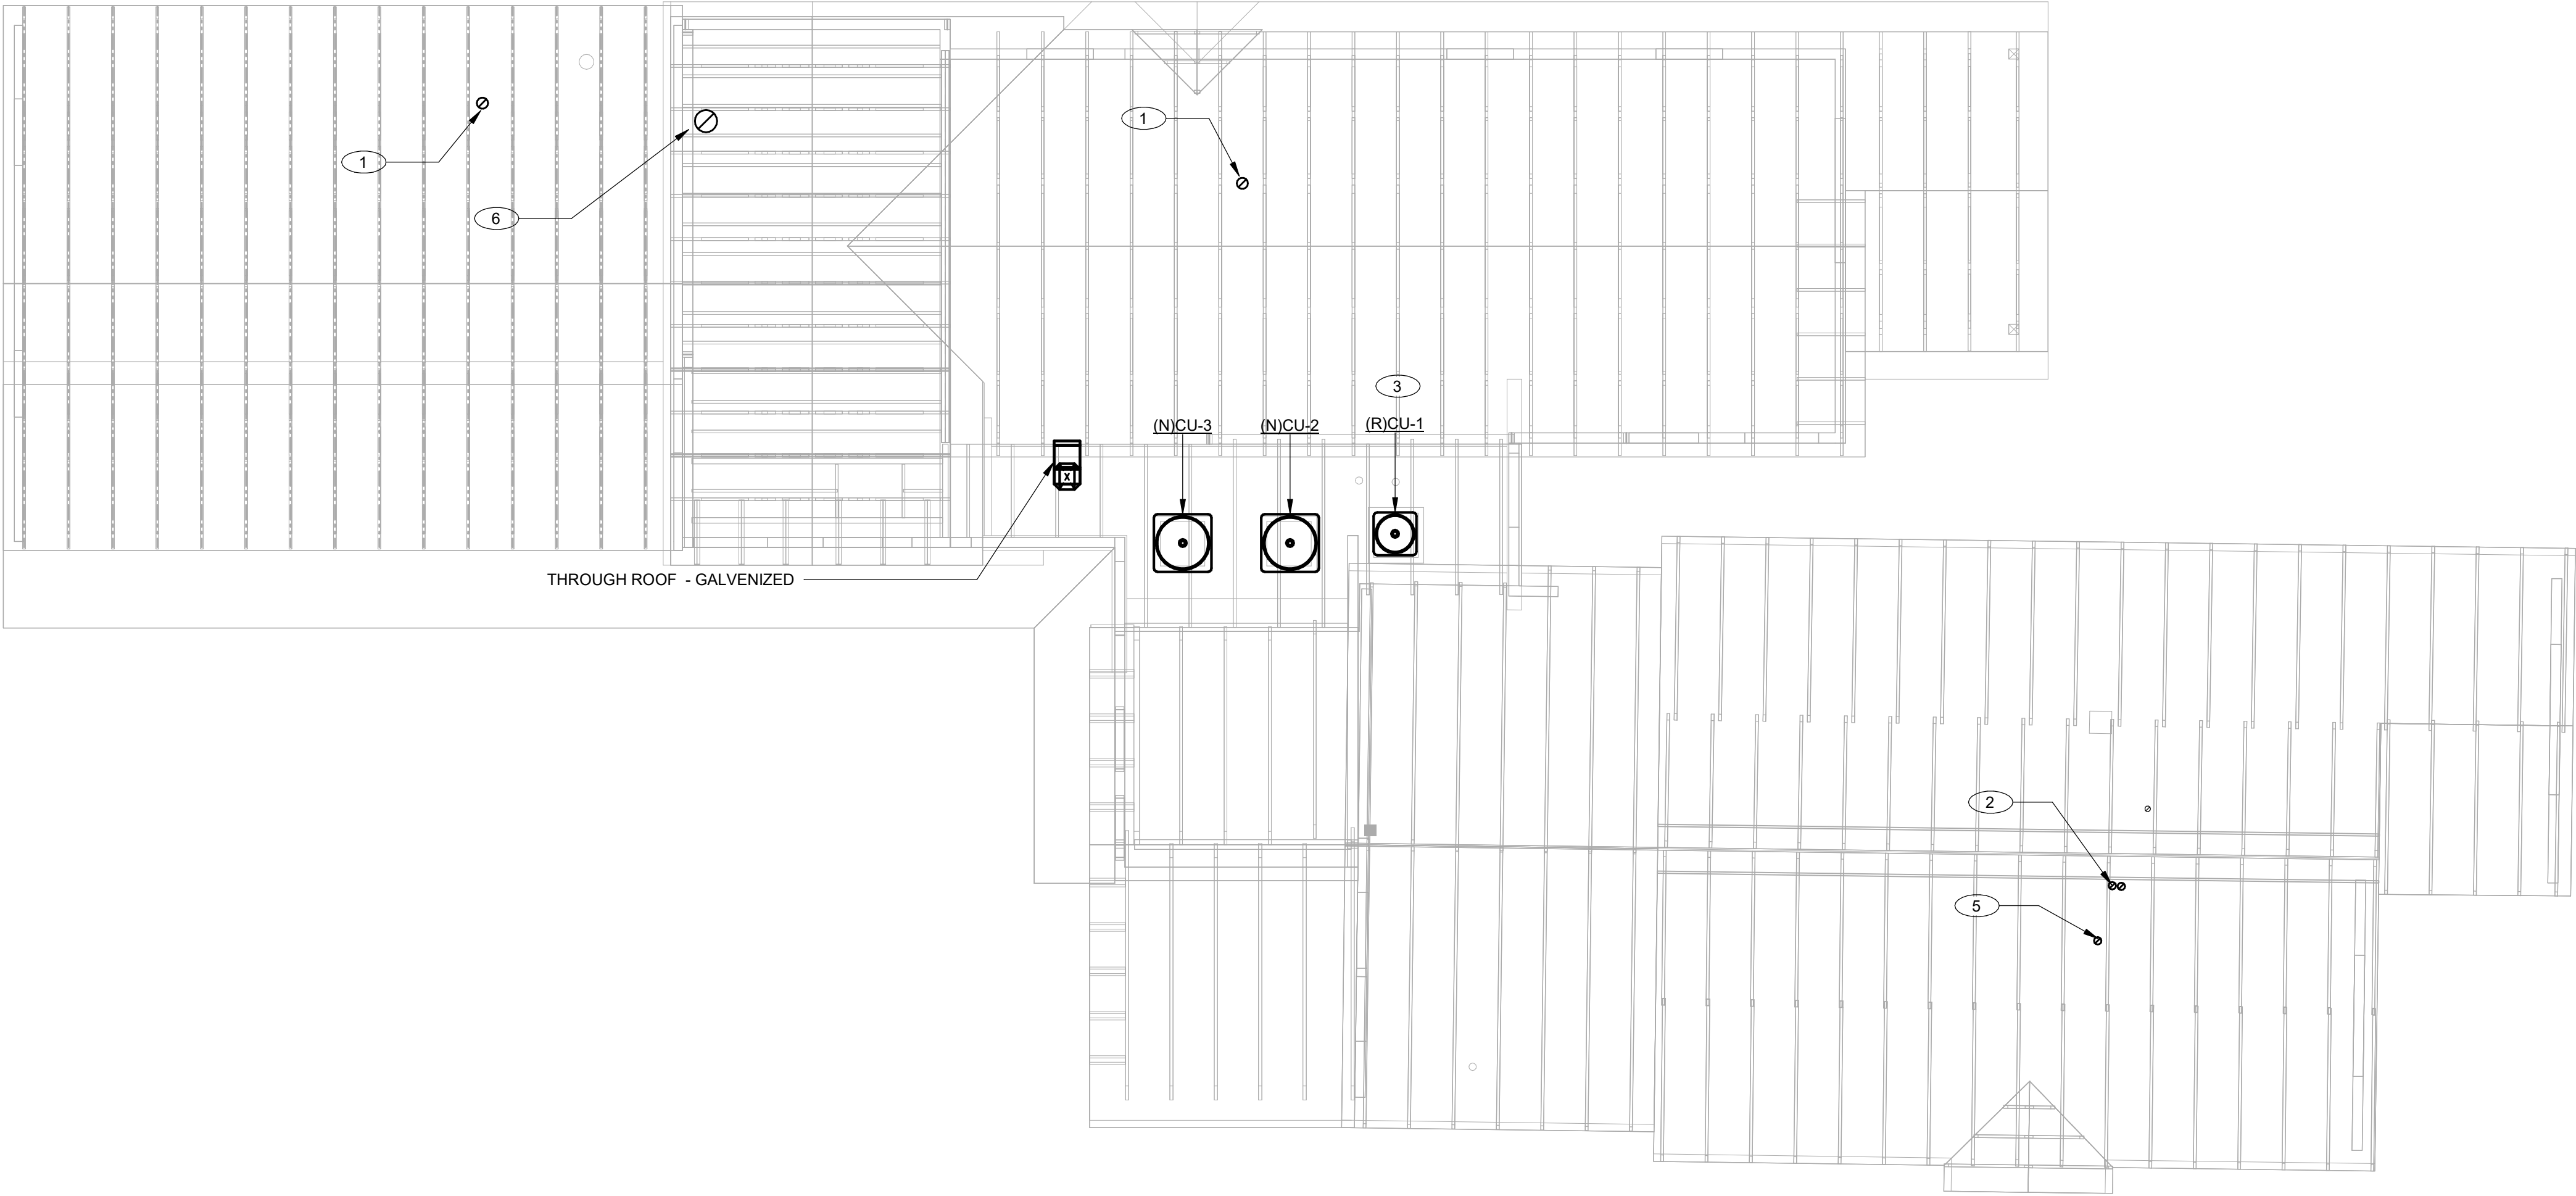 1
1
6
3
(N)CU-3
(N)CU-2
(R)CU-1
X
THROUGH ROOF - GALVENIZED
2
5